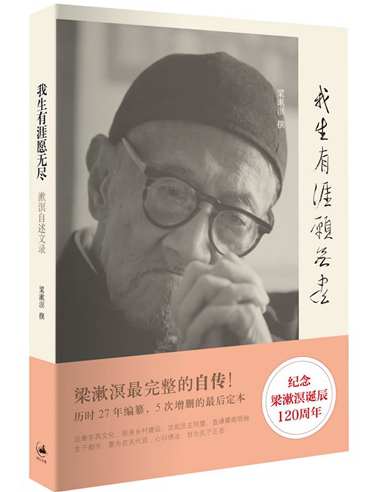 我生有涯愿无尽
漱溟自述文录
梁漱溟 撰
梁漱溟 撰
我生有涯願無盡
梁漱溟最完整的自传！
历时27年编纂，5次增删的最后定本
纪念
梁漱溟诞辰
120周年